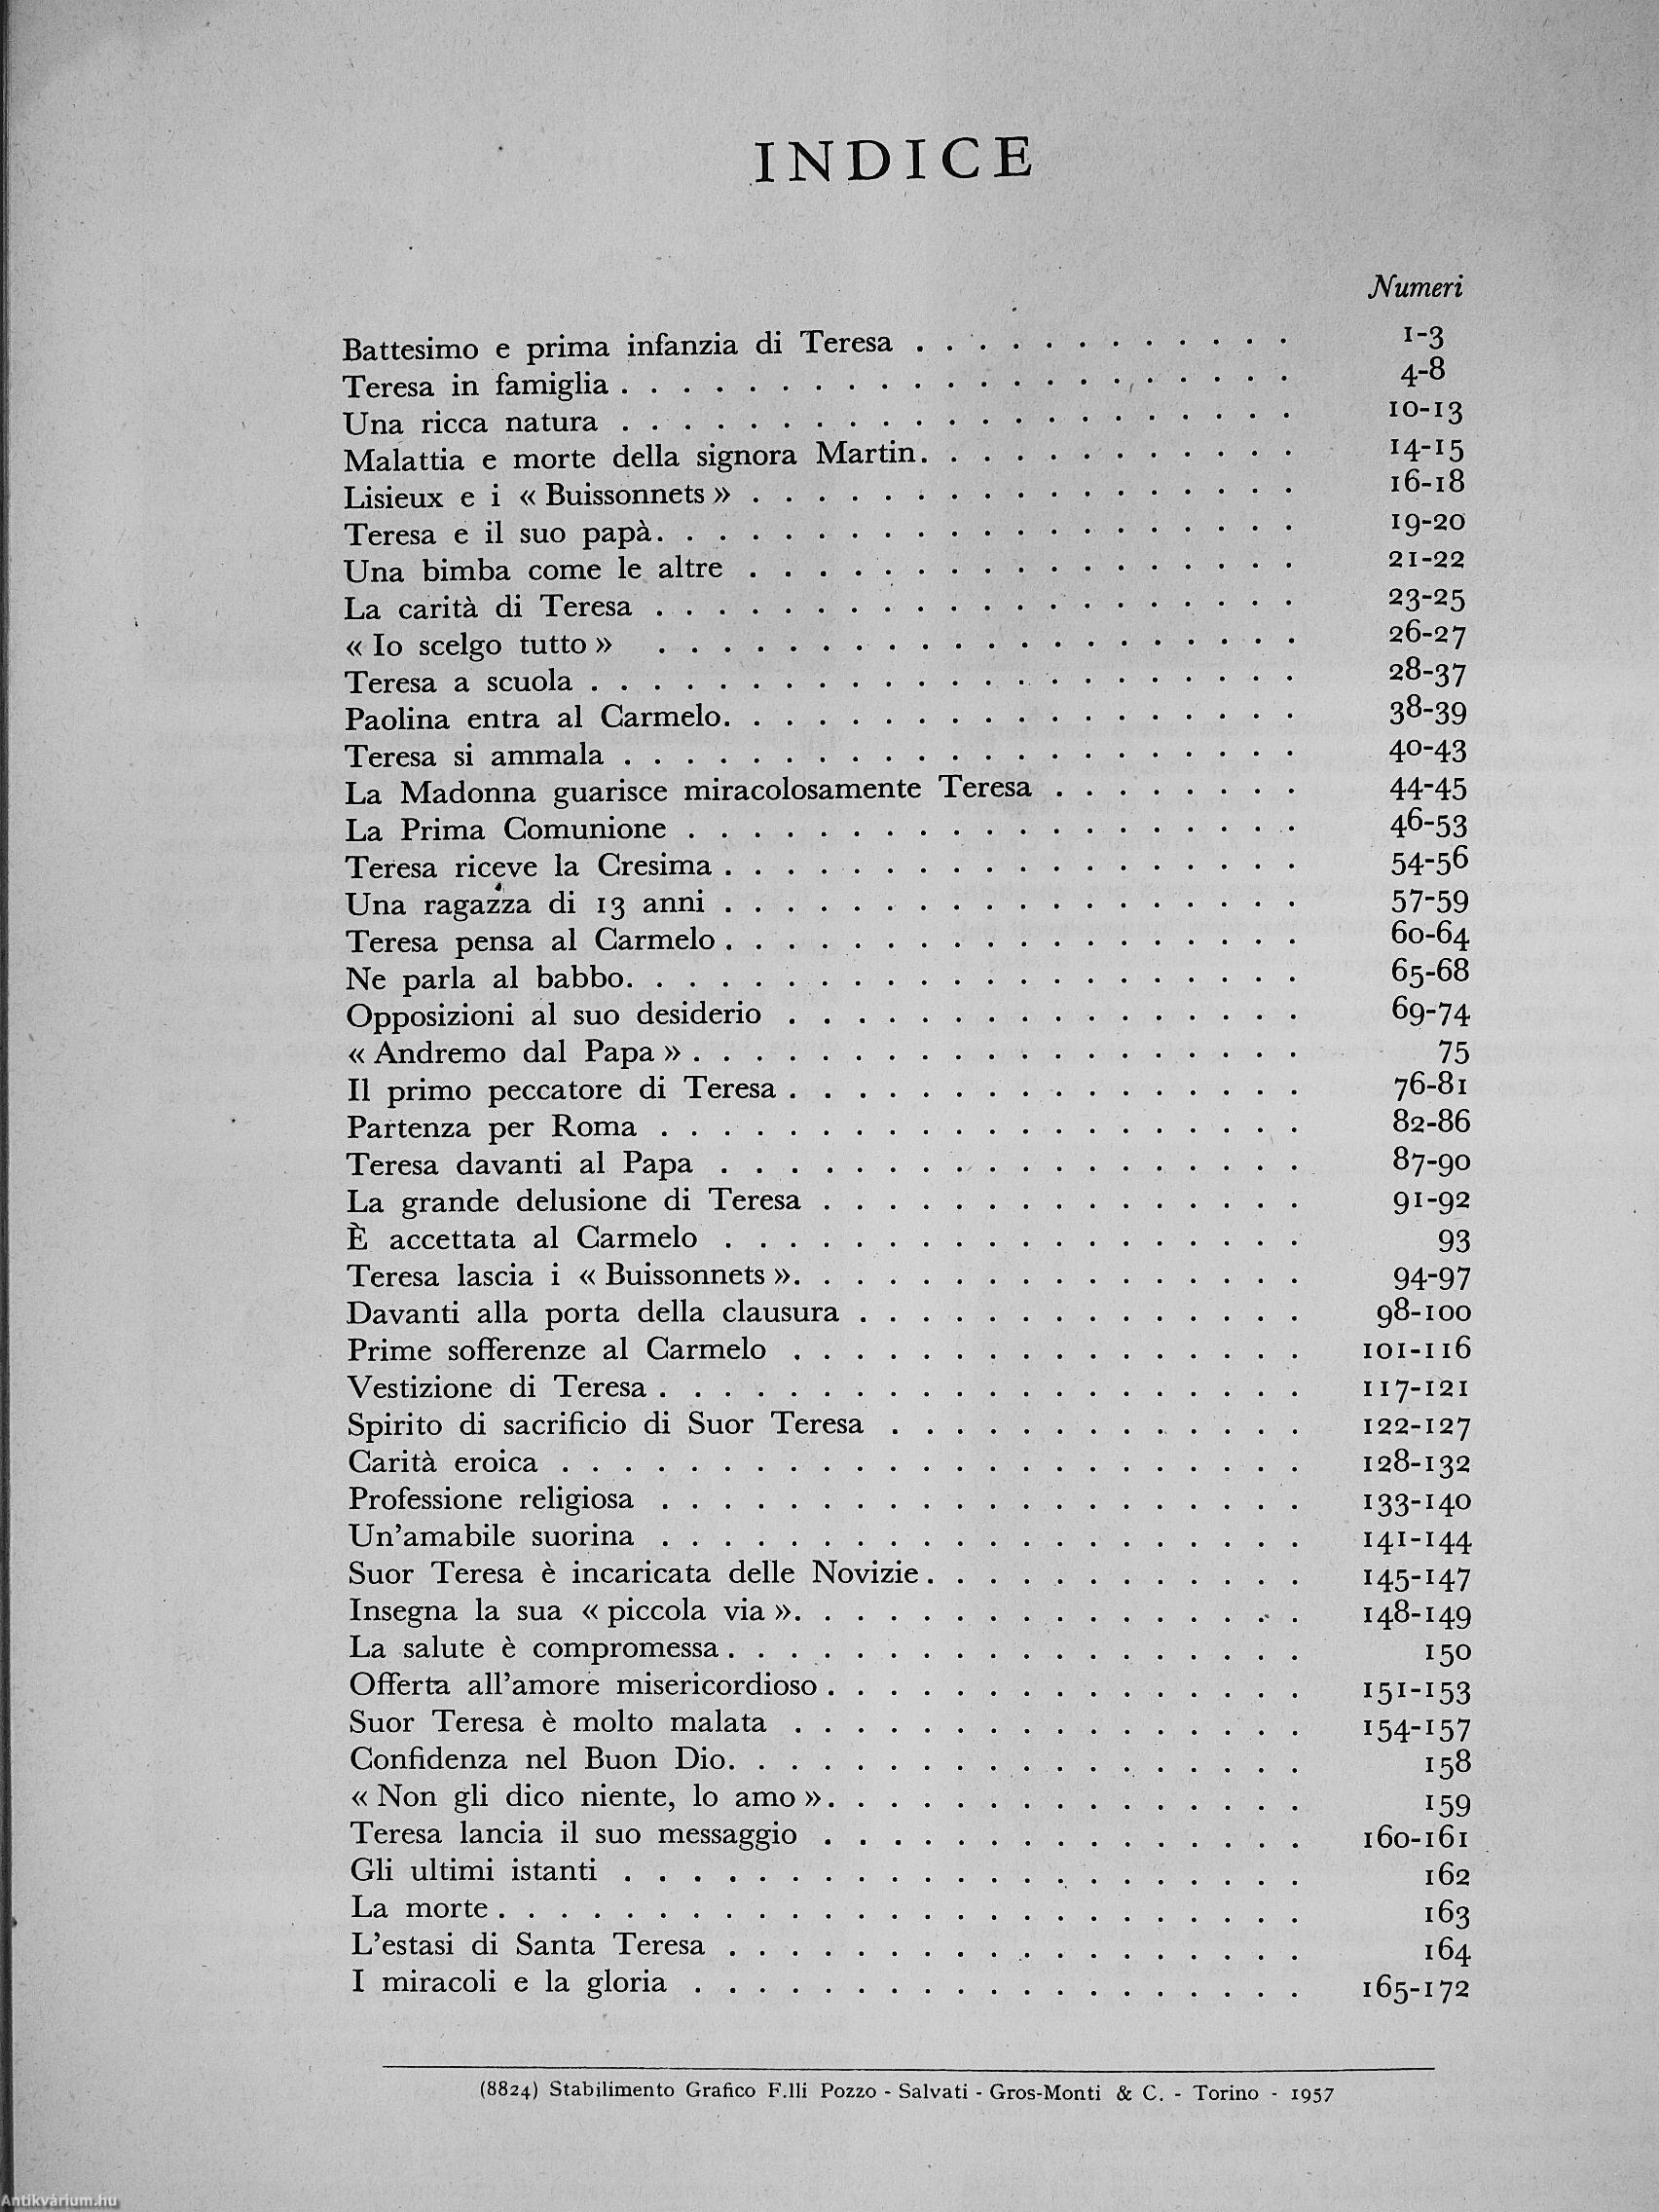 INDICE
Numeri
Battesimo e prima infanzia di Teresa . . . . . . . . . . . . 1-3
Teresa in famiglia . . . . . . . . . . . . . . . . . . . . . 4-8
Una ricca natura . . . . . . . . . . . . . . . . . . . . . 10-13
Malattia e morte della signora Martin . . . . . . . . . . . . 14-15
Lisieux e i « Buissonnets » . . . . . . . . . . . . . . . . . 16-18
Teresa e il suo papà . . . . . . . . . . . . . . . . . . . . 19-20
Una bimba come le altre . . . . . . . . . . . . . . . . . 21-22
La carità di Teresa . . . . . . . . . . . . . . . . . . . . 23-25
« Io scelgo tutto » . . . . . . . . . . . . . . . . . . . . 26-27
Teresa a scuola . . . . . . . . . . . . . . . . . . . . . . 28-37
Paolina entra al Carmelo . . . . . . . . . . . . . . . . . . 38-39
Teresa si ammala . . . . . . . . . . . . . . . . . . . . . 40-43
La Madonna guarisce miracolosamente Teresa . . . . . . . . 44-45
La Prima Comunione . . . . . . . . . . . . . . . . . . . 46-53
Teresa riceve la Cresima . . . . . . . . . . . . . . . . . . 54-56
Una ragazza di 13 anni . . . . . . . . . . . . . . . . . . 57-59
Teresa pensa al Carmelo . . . . . . . . . . . . . . . . . . 60-64
Ne parla al babbo . . . . . . . . . . . . . . . . . . . . . 65-68
Opposizioni al suo desiderio . . . . . . . . . . . . . . . . 69-74
« Andremo dal Papa » . . . . . . . . . . . . . . . . . . . 75
Il primo peccatore di Teresa . . . . . . . . . . . . . . . . 76-81
Partenza per Roma . . . . . . . . . . . . . . . . . . . . 82-86
Teresa davanti al Papa . . . . . . . . . . . . . . . . . . 87-90
La grande delusione di Teresa . . . . . . . . . . . . . . . 91-92
È accettata al Carmelo . . . . . . . . . . . . . . . . . . 93
Teresa lascia i « Buissonnets » . . . . . . . . . . . . . . . . 94-97
Davanti alla porta della clausura . . . . . . . . . . . . . . 98-100
Prime sofferenze al Carmelo . . . . . . . . . . . . . . . . 101-116
Vestizione di Teresa . . . . . . . . . . . . . . . . . . . . 117-121
Spirito di sacrificio di Suor Teresa . . . . . . . . . . . . . 122-127
Carità eroica . . . . . . . . . . . . . . . . . . . . . . . 128-132
Professione religiosa . . . . . . . . . . . . . . . . . . . . 133-140
Un'amabile suorina . . . . . . . . . . . . . . . . . . . . 141-144
Suor Teresa è incaricata delle Novizie . . . . . . . . . . . . 145-147
Insegna la sua « piccola via » . . . . . . . . . . . . . . . . 148-149
La salute è compromessa . . . . . . . . . . . . . . . . . . 150
Offerta all'amore misericordioso . . . . . . . . . . . . . . . 151-153
Suor Teresa è molto malata . . . . . . . . . . . . . . . . 154-157
Confidenza nel Buon Dio . . . . . . . . . . . . . . . . . . 158
« Non gli dico niente, lo amo » . . . . . . . . . . . . . . . 159
Teresa lancia il suo messaggio . . . . . . . . . . . . . . . 160-161
Gli ultimi istanti . . . . . . . . . . . . . . . . . . . . . 162
La morte . . . . . . . . . . . . . . . . . . . . . . . . . 163
L'estasi di Santa Teresa . . . . . . . . . . . . . . . . . . 164
I miracoli e la gloria . . . . . . . . . . . . . . . . . . . 165-172
(8824) Stabilimento Grafico F.lli Pozzo - Salvati - Gros-Monti & C. - Torino - 1957
Antikvárium.hu